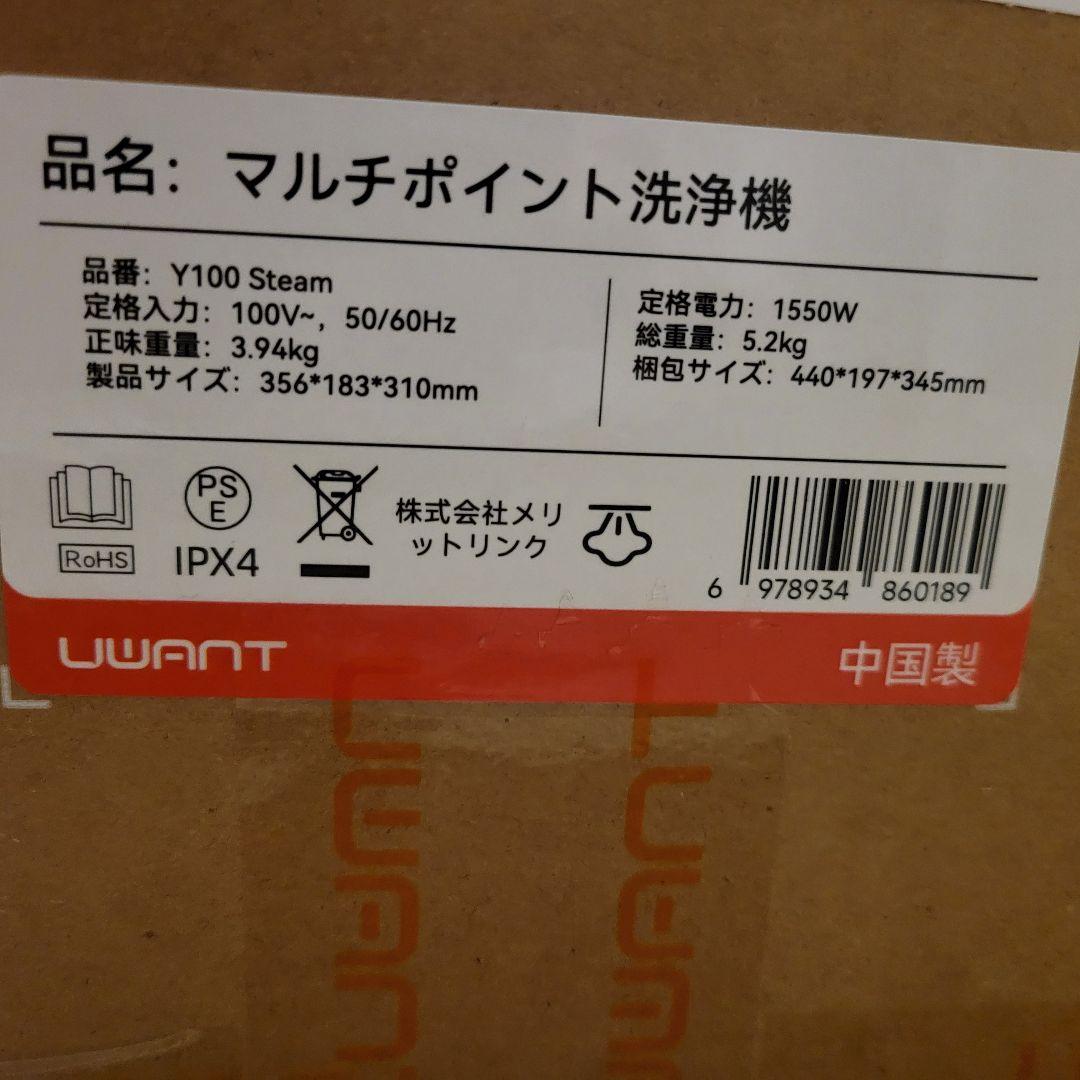 品名：マルチポイント洗浄機
品番：Y100 Steam
定格入力：100V~，50/60Hz
正味重量：3.94kg
製品サイズ：356*183*310mm
定格電力：1550W
総重量：5.2kg
梱包サイズ：440*197*345mm
PS
E
RoHS
IPX4
株式会社メリ
ットリンク
6 978934 860189
UWANT
中国製
UWANT
UWA